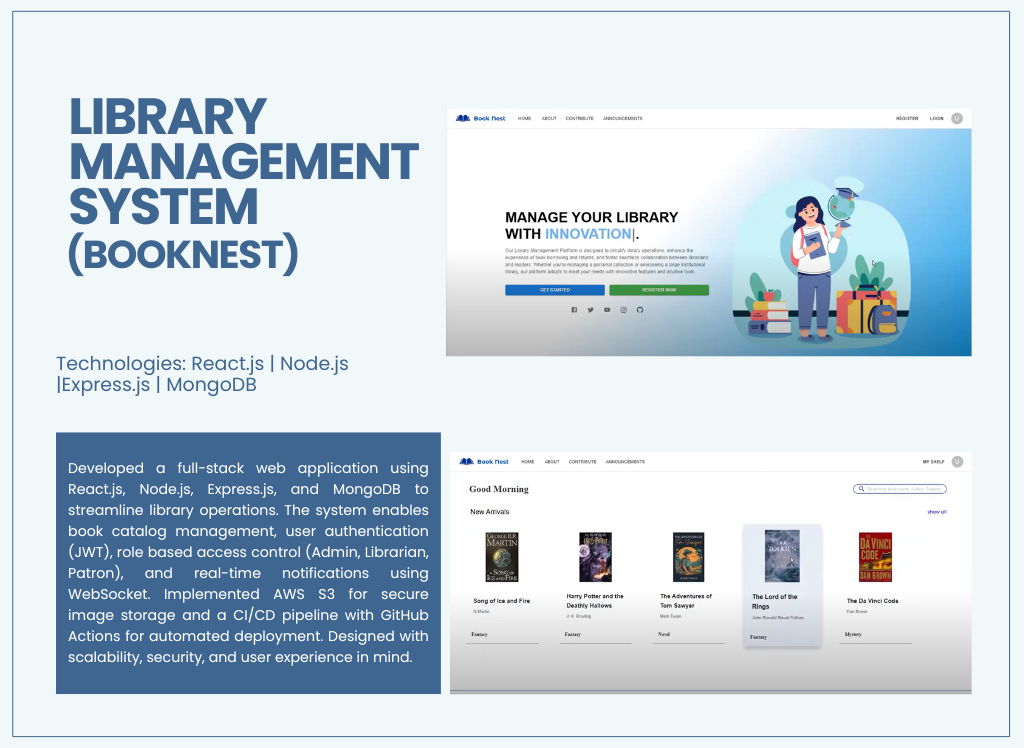 LIBRARY
MANAGEMENT
SYSTEM
(BOOKNEST)
Technologies: React.js | Node.js
|Express.js | MongoDB
Developed a full-stack web application using
React.js, Node.js, Express.js, and MongoDB to
streamline library operations. The system enables
book catalog management, user authentication
(JWT), role based access control (Admin, Librarian,
Patron), and real-time notifications using
WebSocket. Implemented AWS S3 for secure
image storage and a CI/CD pipeline with GitHub
Actions for automated deployment. Designed with
scalability, security, and user experience in mind.
Book Nest HOME ABOUT CONTRIBUTE ANNOUNCEMENTS REGISTER LOGIN U
MANAGE YOUR LIBRARY
WITH INNOVATION|.
Our Library Management Platform is designed to simplify library operations, enhance the
experience of book borrowing and returns, and foster seamless collaboration between librarians
and readers. Whether you're managing a personal collection or overseeing a large institutional
library, our platform adapts to meet your needs with innovative features and intuitive tools.
GET STARTED REGISTER NOW
Book Nest HOME ABOUT CONTRIBUTE ANNOUNCEMENTS MY SHELF U
Good Morning
New Arrivals show all
GEORGE R.R.
MARTIN
A SONG OF
ICE AND FIRE
TOLKIEN
DA VINCI
CODE
DAN BROWN
Song of Ice and Fire
Fantasy
Harry Potter and the
Deathly Hallows
J. K. Rowling
Fantasy
The Adventures of
Tom Sawyer
Mark Twain
Novel
The Lord of the
Rings
John Ronald Reuel Tolkien
Fantasy
The Da Vinci Code
Dan Brown
Mystery